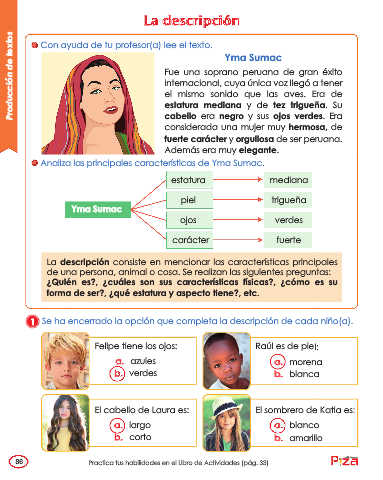 La descripción
Producción de textos
Con ayuda de tu profesor(a) lee el texto.
Yma Sumac
Fue una soprano peruana de gran éxito
internacional, cuya única voz llegó a tener
el mismo sonido que las aves. Era de
estatura mediana y de tez trigueña. Su
cabello era negro y sus ojos verdes. Era
considerada una mujer muy hermosa, de
fuerte carácter y orgullosa de ser peruana.
Además era muy elegante.
Analiza las principales características de Yma Sumac.
Yma Sumac
estatura mediana
piel trigueña
ojos verdes
carácter fuerte
La descripción consiste en mencionar las características principales
de una persona, animal o cosa. Se realizan las siguientes preguntas:
¿Quién es?, ¿cuáles son sus características físicas?, ¿cómo es su
forma de ser?, ¿qué estatura y aspecto tiene?, etc.
1 Se ha encerrado la opción que completa la descripción de cada niño(a).
Felipe tiene los ojos:
a. azules
b. verdes
Raúl es de piel:
a. morena
b. blanca
El cabello de Laura es:
a. largo
b. corto
El sombrero de Katia es:
a. blanco
b. amarillo
86
Practica tus habilidades en el Libro de Actividades (pág. 35)